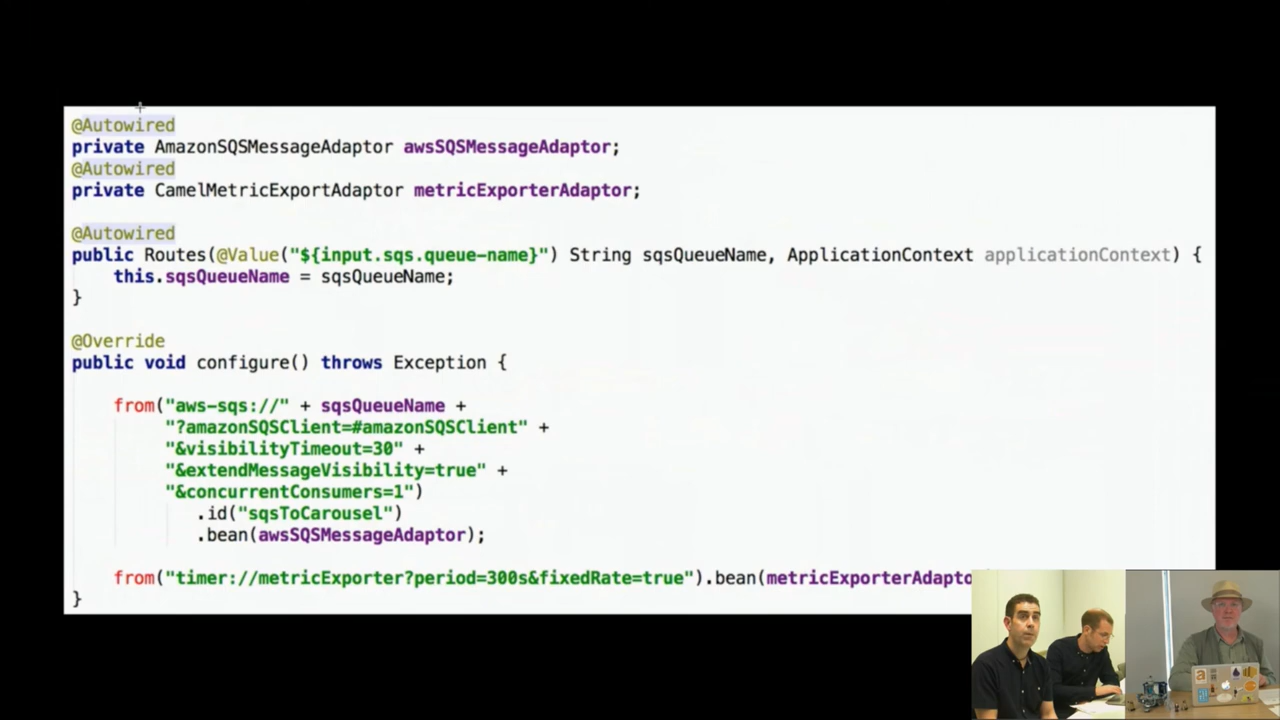 @Autowired
private AmazonSQSMessageAdaptor awsSQSMessageAdaptor;
@Autowired
private CamelMetricExportAdaptor metricExporterAdaptor;
@Autowired
public Routes(@Value("${input.sqs.queue-name}") String sqsQueueName, ApplicationContext applicationContext) {
this.sqsQueueName = sqsQueueName;
}
@Override
public void configure() throws Exception {
from("aws-sqs://" + sqsQueueName +
"?amazonSQSClient=#amazonSQSClient" +
"&visibilityTimeout=30" +
"&extendMessageVisibility=true" +
"&concurrentConsumers=1")
.id("sqsToCarousel")
.bean(awsSQSMessageAdaptor);
from("timer://metricExporter?period=300s&fixedRate=true").bean(metricExporterAdapto
}